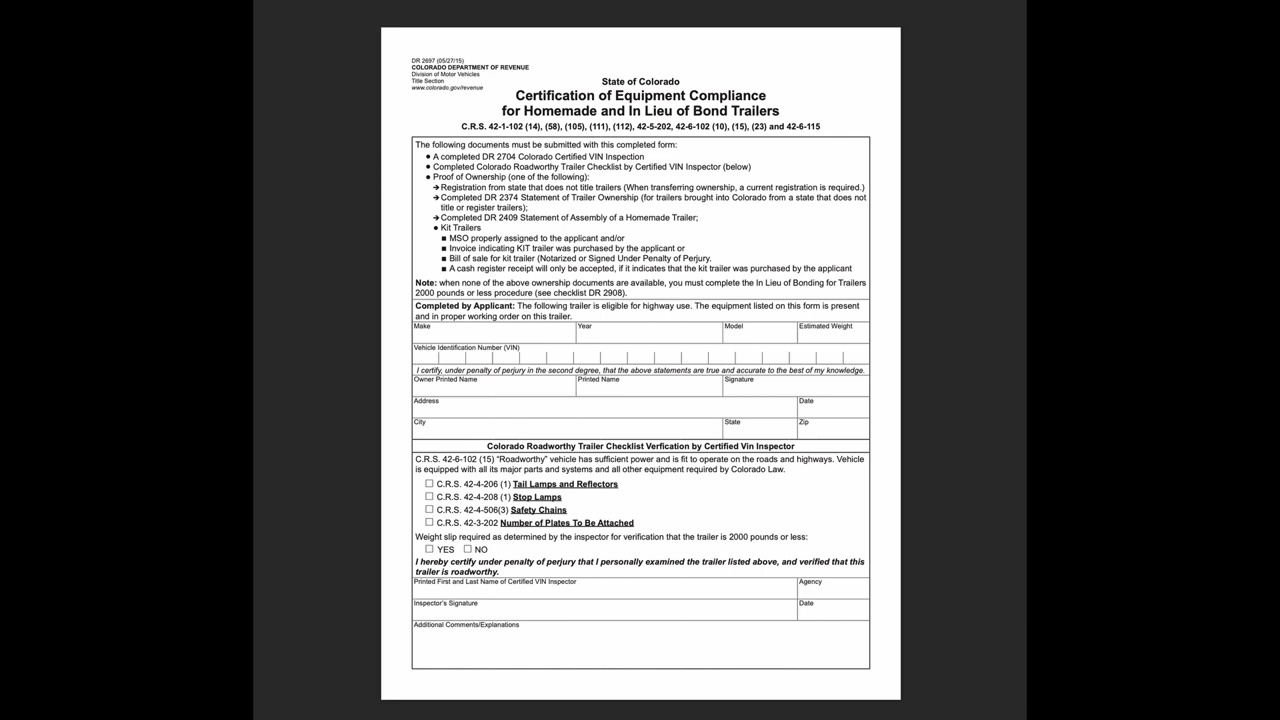 DR 2697 (05/27/15)
COLORADO DEPARTMENT OF REVENUE
Division of Motor Vehicles
Title Section
www.colorado.gov/revenue
State of Colorado
Certification of Equipment Compliance
for Homemade and In Lieu of Bond Trailers
C.R.S. 42-1-102 (14), (58), (105), (111), (112), 42-5-202, 42-6-102 (10), (15), (23) and 42-6-115
The following documents must be submitted with this completed form:
● A completed DR 2704 Colorado Certified VIN Inspection
● Completed Colorado Roadworthy Trailer Checklist by Certified VIN Inspector (below)
● Proof of Ownership (one of the following):
➔ Registration from state that does not title trailers (When transferring ownership, a current registration is required.)
➔ Completed DR 2374 Statement of Trailer Ownership (for trailers brought into Colorado from a state that does not
title or register trailers);
➔ Completed DR 2409 Statement of Assembly of a Homemade Trailer;
● Kit Trailers
■ MSO properly assigned to the applicant and/or
■ Invoice indicating KIT trailer was purchased by the applicant or
■ Bill of sale for kit trailer (Notarized or Signed Under Penalty of Perjury.
■ A cash register receipt will only be accepted, if it indicates that the kit trailer was purchased by the applicant
Note: when none of the above ownership documents are available, you must complete the In Lieu of Bonding for Trailers
2000 pounds or less procedure (see checklist DR 2908).
Completed by Applicant: The following trailer is eligible for highway use. The equipment listed on this form is present
and in proper working order on this trailer.
Make Year Model Estimated Weight
Vehicle Identification Number (VIN)
I certify, under penalty of perjury in the second degree, that the above statements are true and accurate to the best of my knowledge.
Owner Printed Name Printed Name Signature
Address Date
City State Zip
Colorado Roadworthy Trailer Checklist Verfication by Certified Vin Inspector
C.R.S. 42-6-102 (15) “Roadworthy” vehicle has sufficient power and is fit to operate on the roads and highways. Vehicle
is equipped with all its major parts and systems and all other equipment required by Colorado Law.
☐ C.R.S. 42-4-206 (1) Tail Lamps and Reflectors
☐ C.R.S. 42-4-208 (1) Stop Lamps
☐ C.R.S. 42-4-506(3) Safety Chains
☐ C.R.S. 42-3-202 Number of Plates To Be Attached
Weight slip required as determined by the inspector for verification that the trailer is 2000 pounds or less:
☐ YES ☐ NO
I hereby certify under penalty of perjury that I personally examined the trailer listed above, and verified that this
trailer is roadworthy.
Printed First and Last Name of Certified VIN Inspector Agency
Inspector's Signature Date
Additional Comments/Explanations